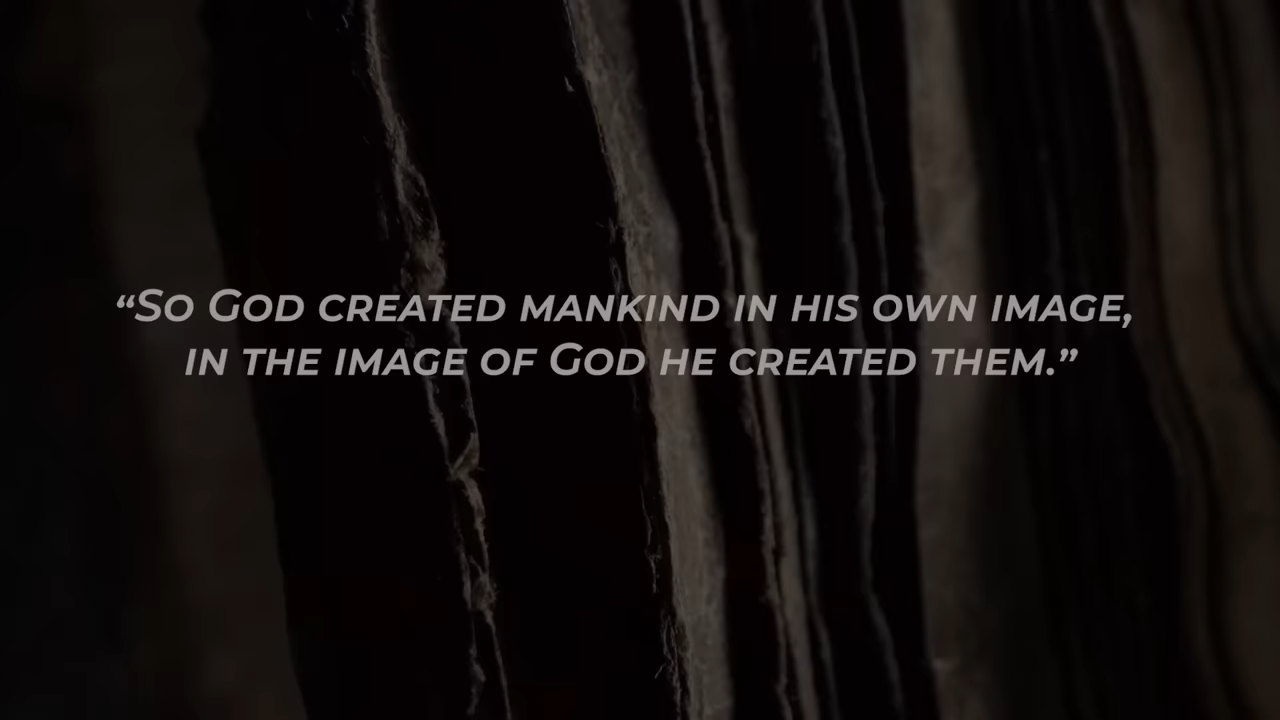 “So God created mankind in his own image,
in the image of God he created them.”